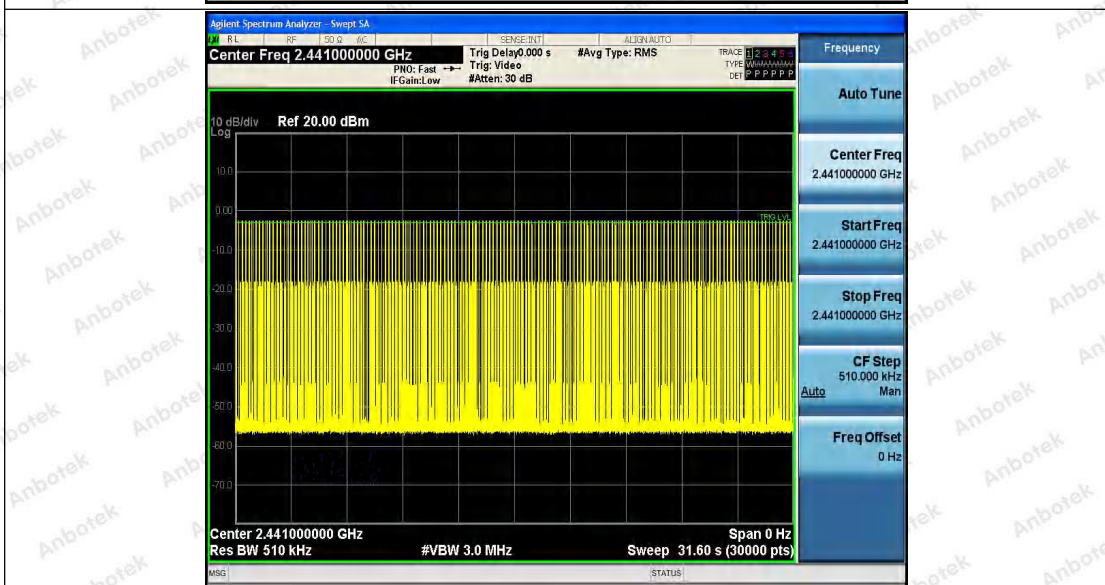 Agilent Spectrum Analyzer - Swept SA
RL RF 50 Ω AC SENSE:INT ALIGN AUTO
Center Freq 2.441000000 GHz
PNO: Fast
IFGain:Low
Trig Delay0.000 s
Trig: Video
#Atten: 30 dB
#Avg Type: RMS
TRACE 1 2 3 4 5 6
TYPE
DET P P P P P P
10 dB/div Ref 20.00 dBm
Log
10.0
0.00
TRIG LVL
-10.0
-20.0
-30.0
-40.0
-50.0
-60.0
-70.0
Center 2.441000000 GHz
Span 0 Hz
Res BW 510 kHz
#VBW 3.0 MHz
Sweep 31.60 s (30000 pts)
MSG
STATUS
Frequency
Auto Tune
Center Freq
2.441000000 GHz
Start Freq
2.441000000 GHz
Stop Freq
2.441000000 GHz
CF Step
510.000 kHz
Auto Man
Freq Offset
0 Hz
Anbotek